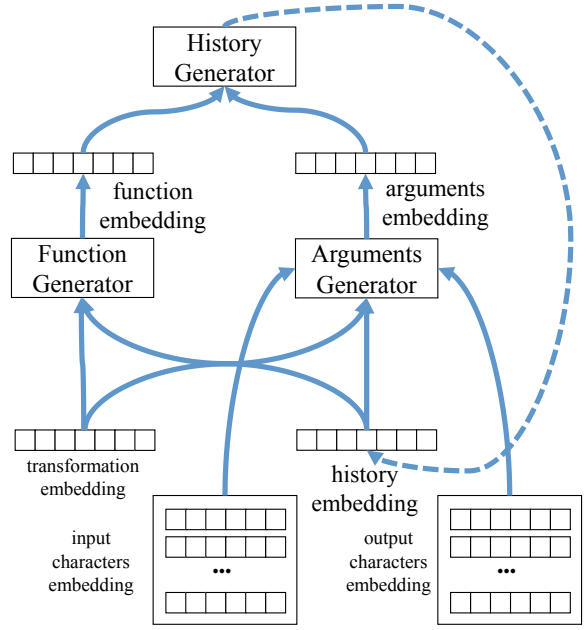 History
Generator
function
embedding
arguments
embedding
Function
Generator
Arguments
Generator
transformation
embedding
history
embedding
input
characters
embedding
...
output
characters
embedding
...